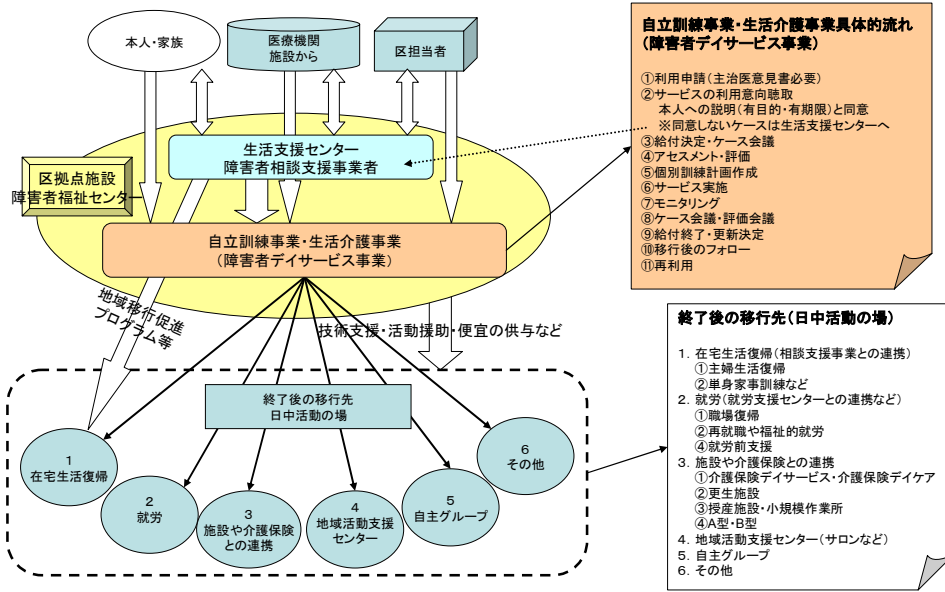 本人・家族
医療機関
施設から
区担当者
生活支援センター
障害者相談支援事業者
区拠点施設
障害者福祉センター
自立訓練事業・生活介護事業
(障害者デイサービス事業)
地域移行促進
プログラム等
技術支援・活動援助・便宜の供与など
終了後の移行先
日中活動の場
1
在宅生活復帰
2
就労
3
施設や介護保険
との連携
4
地域活動支援
センター
5
自主グループ
6
その他
自立訓練事業・生活介護事業具体的流れ
(障害者デイサービス事業)
①利用申請(主治医意見書必要)
②サービスの利用意向聴取
本人への説明(有目的・有期限)と同意
※同意しないケースは生活支援センターへ
③給付決定・ケース会議
④アセスメント・評価
⑤個別訓練計画作成
⑥サービス実施
⑦モニタリング
⑧ケース会議・評価会議
⑨給付終了・更新決定
⑩移行後のフォロー
⑪再利用
終了後の移行先(日中活動の場)
1. 在宅生活復帰(相談支援事業との連携)
①主婦生活復帰
②単身家事訓練など
2. 就労(就労支援センターとの連携など)
①職場復帰
②再就職や福祉的就労
④就労前支援
3. 施設や介護保険との連携
①介護保険デイサービス・介護保険デイケア
②更生施設
③授産施設・小規模作業所
④A型・B型
4. 地域活動支援センター(サロンなど)
5. 自主グループ
6. その他